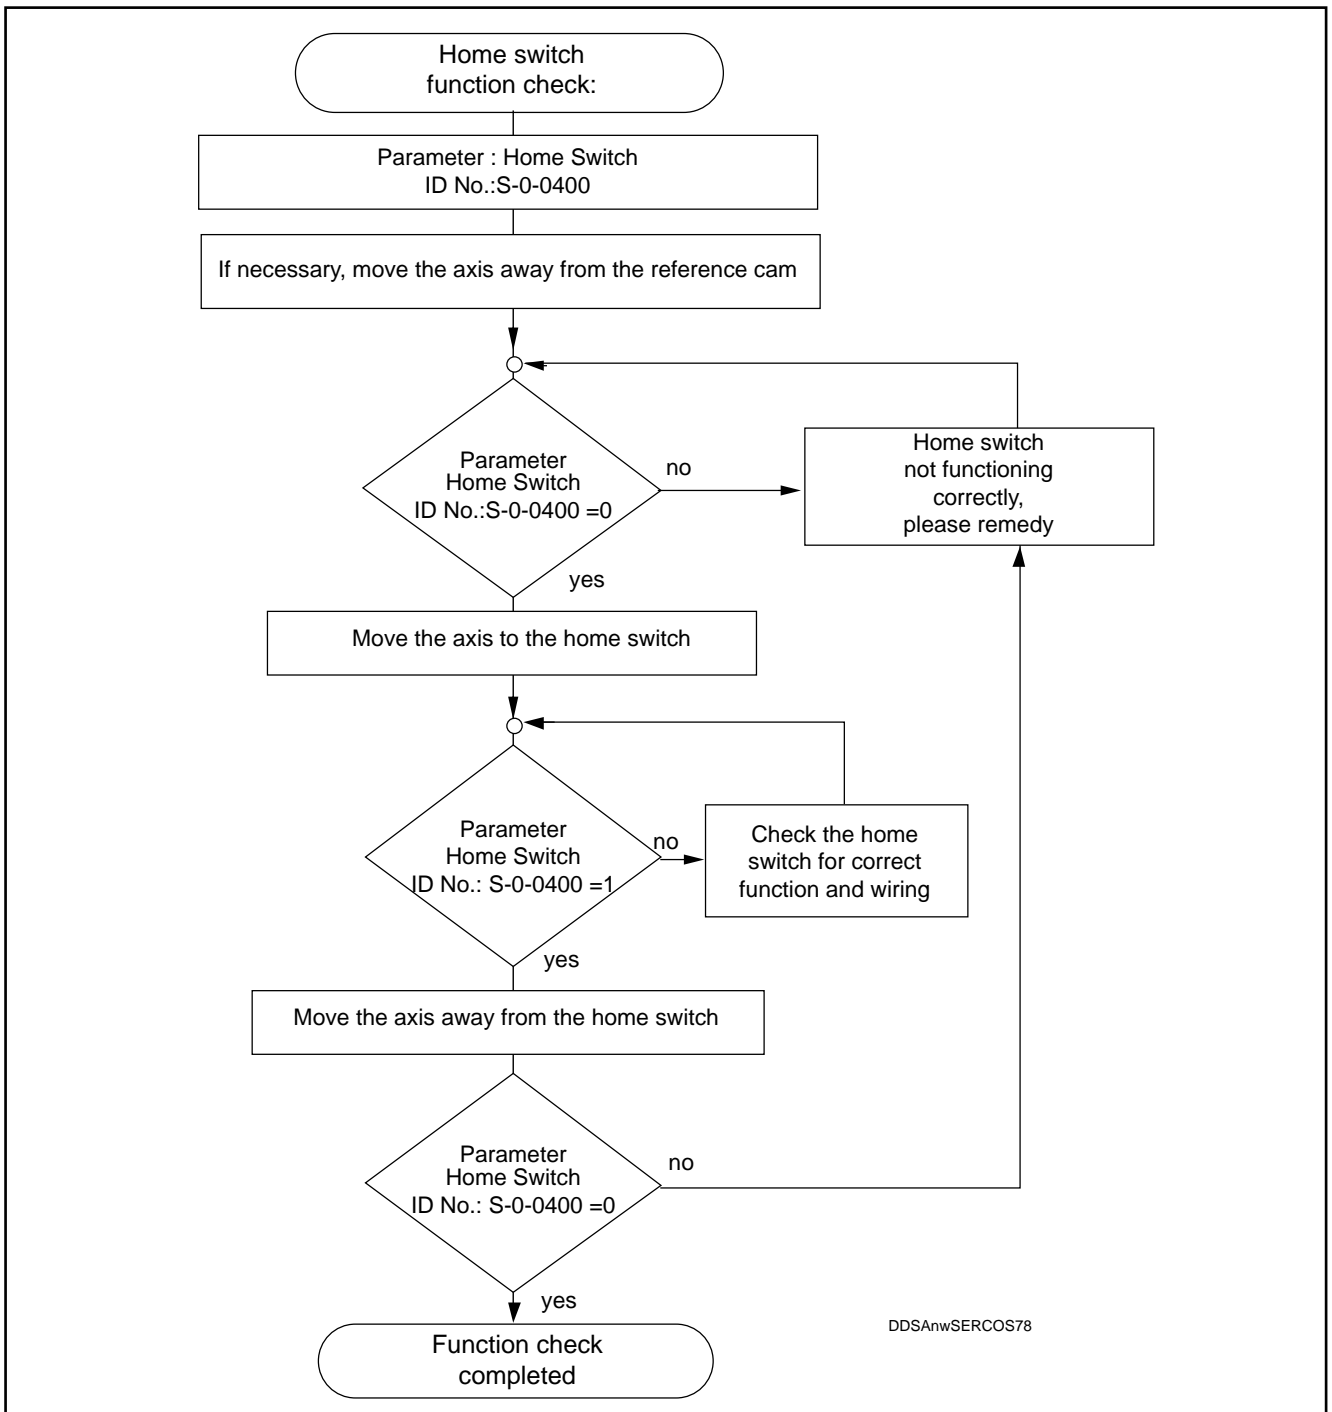 Home switch
function check:
Parameter : Home Switch
ID No.:S-0-0400
If necessary, move the axis away from the reference cam
Parameter
Home Switch
ID No.:S-0-0400 =0
no
Home switch
not functioning
correctly,
please remedy
yes
Move the axis to the home switch
Parameter
Home Switch
ID No.: S-0-0400 =1
no
Check the home
switch for correct
function and wiring
yes
Move the axis away from the home switch
Parameter
Home Switch
ID No.: S-0-0400 =0
no
yes
Function check
completed
DDSAnwSERCOS78